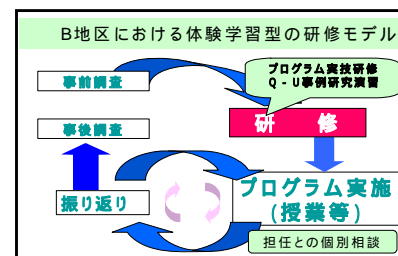 B地区における体験学習型の研修モデル
プログラム実技研修
Q-U事例研究演習
事前調査
事後調査
研 修
振り返り
プログラム実施
(授業等)
担任との個別相談